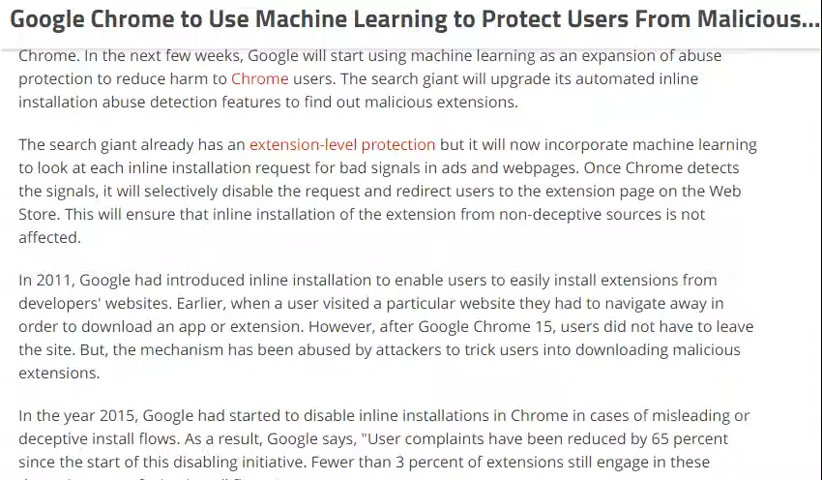 Google Chrome to Use Machine Learning to Protect Users From Malicious...
Chrome. In the next few weeks, Google will start using machine learning as an expansion of abuse
protection to reduce harm to Chrome users. The search giant will upgrade its automated inline
installation abuse detection features to find out malicious extensions.
The search giant already has an extension-level protection but it will now incorporate machine learning
to look at each inline installation request for bad signals in ads and webpages. Once Chrome detects
the signals, it will selectively disable the request and redirect users to the extension page on the Web
Store. This will ensure that inline installation of the extension from non-deceptive sources is not
affected.
In 2011, Google had introduced inline installation to enable users to easily install extensions from
developers' websites. Earlier, when a user visited a particular website they had to navigate away in
order to download an app or extension. However, after Google Chrome 15, users did not have to leave
the site. But, the mechanism has been abused by attackers to trick users into downloading malicious
extensions.
In the year 2015, Google had started to disable inline installations in Chrome in cases of misleading or
deceptive install flows. As a result, Google says, "User complaints have been reduced by 65 percent
since the start of this disabling initiative. Fewer than 3 percent of extensions still engage in these